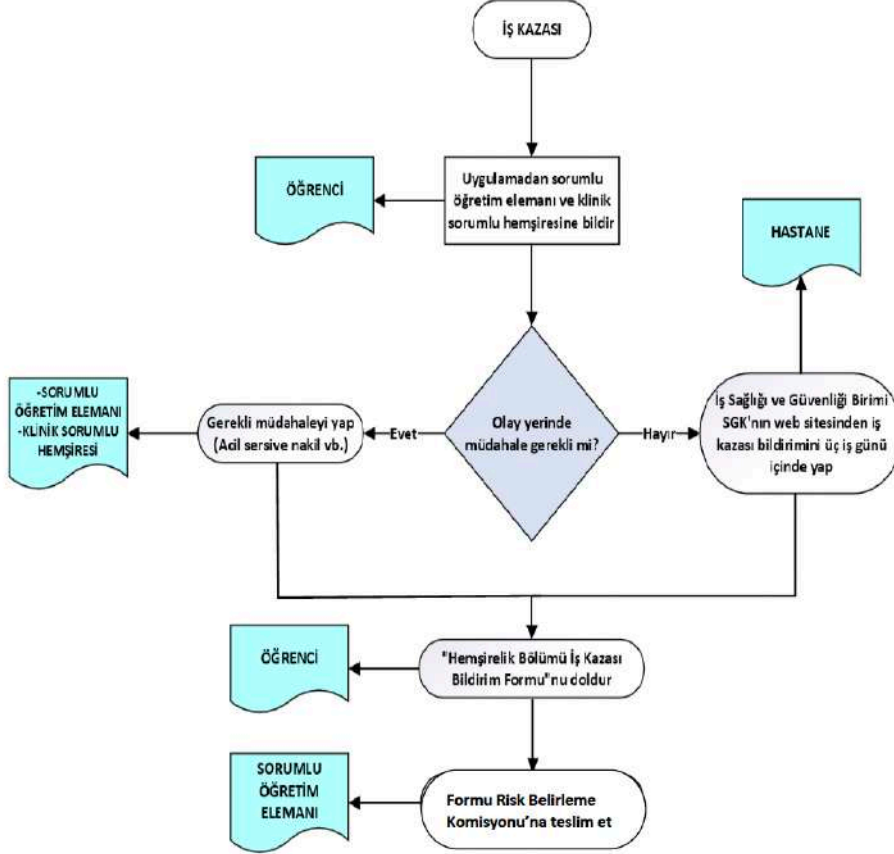 İŞ KAZASI
ÖĞRENCİ
Uygulamadan sorumlu
öğretim elemanı ve klinik
sorumlu hemşiresine bildir
HASTANE
-SORUMLU
ÖĞRETİM ELEMANI
-KLİNİK SORUMLU
HEMŞİRESİ
Gerekli müdahaleyi yap
(Acil sersive nakil vb.)
Evet
Olay yerinde
müdahale gerekli mi?
Hayır
İş Sağlığı ve Güvenliği Birimi
SGK'nın web sitesinden iş
kazası bildirimini üç iş günü
içinde yap
ÖĞRENCİ
"Hemşirelik Bölümü İş Kazası
Bildirim Formu"nu doldur
SORUMLU
ÖĞRETİM
ELEMANI
Formu Risk Belirleme
Komisyonu'na teslim et